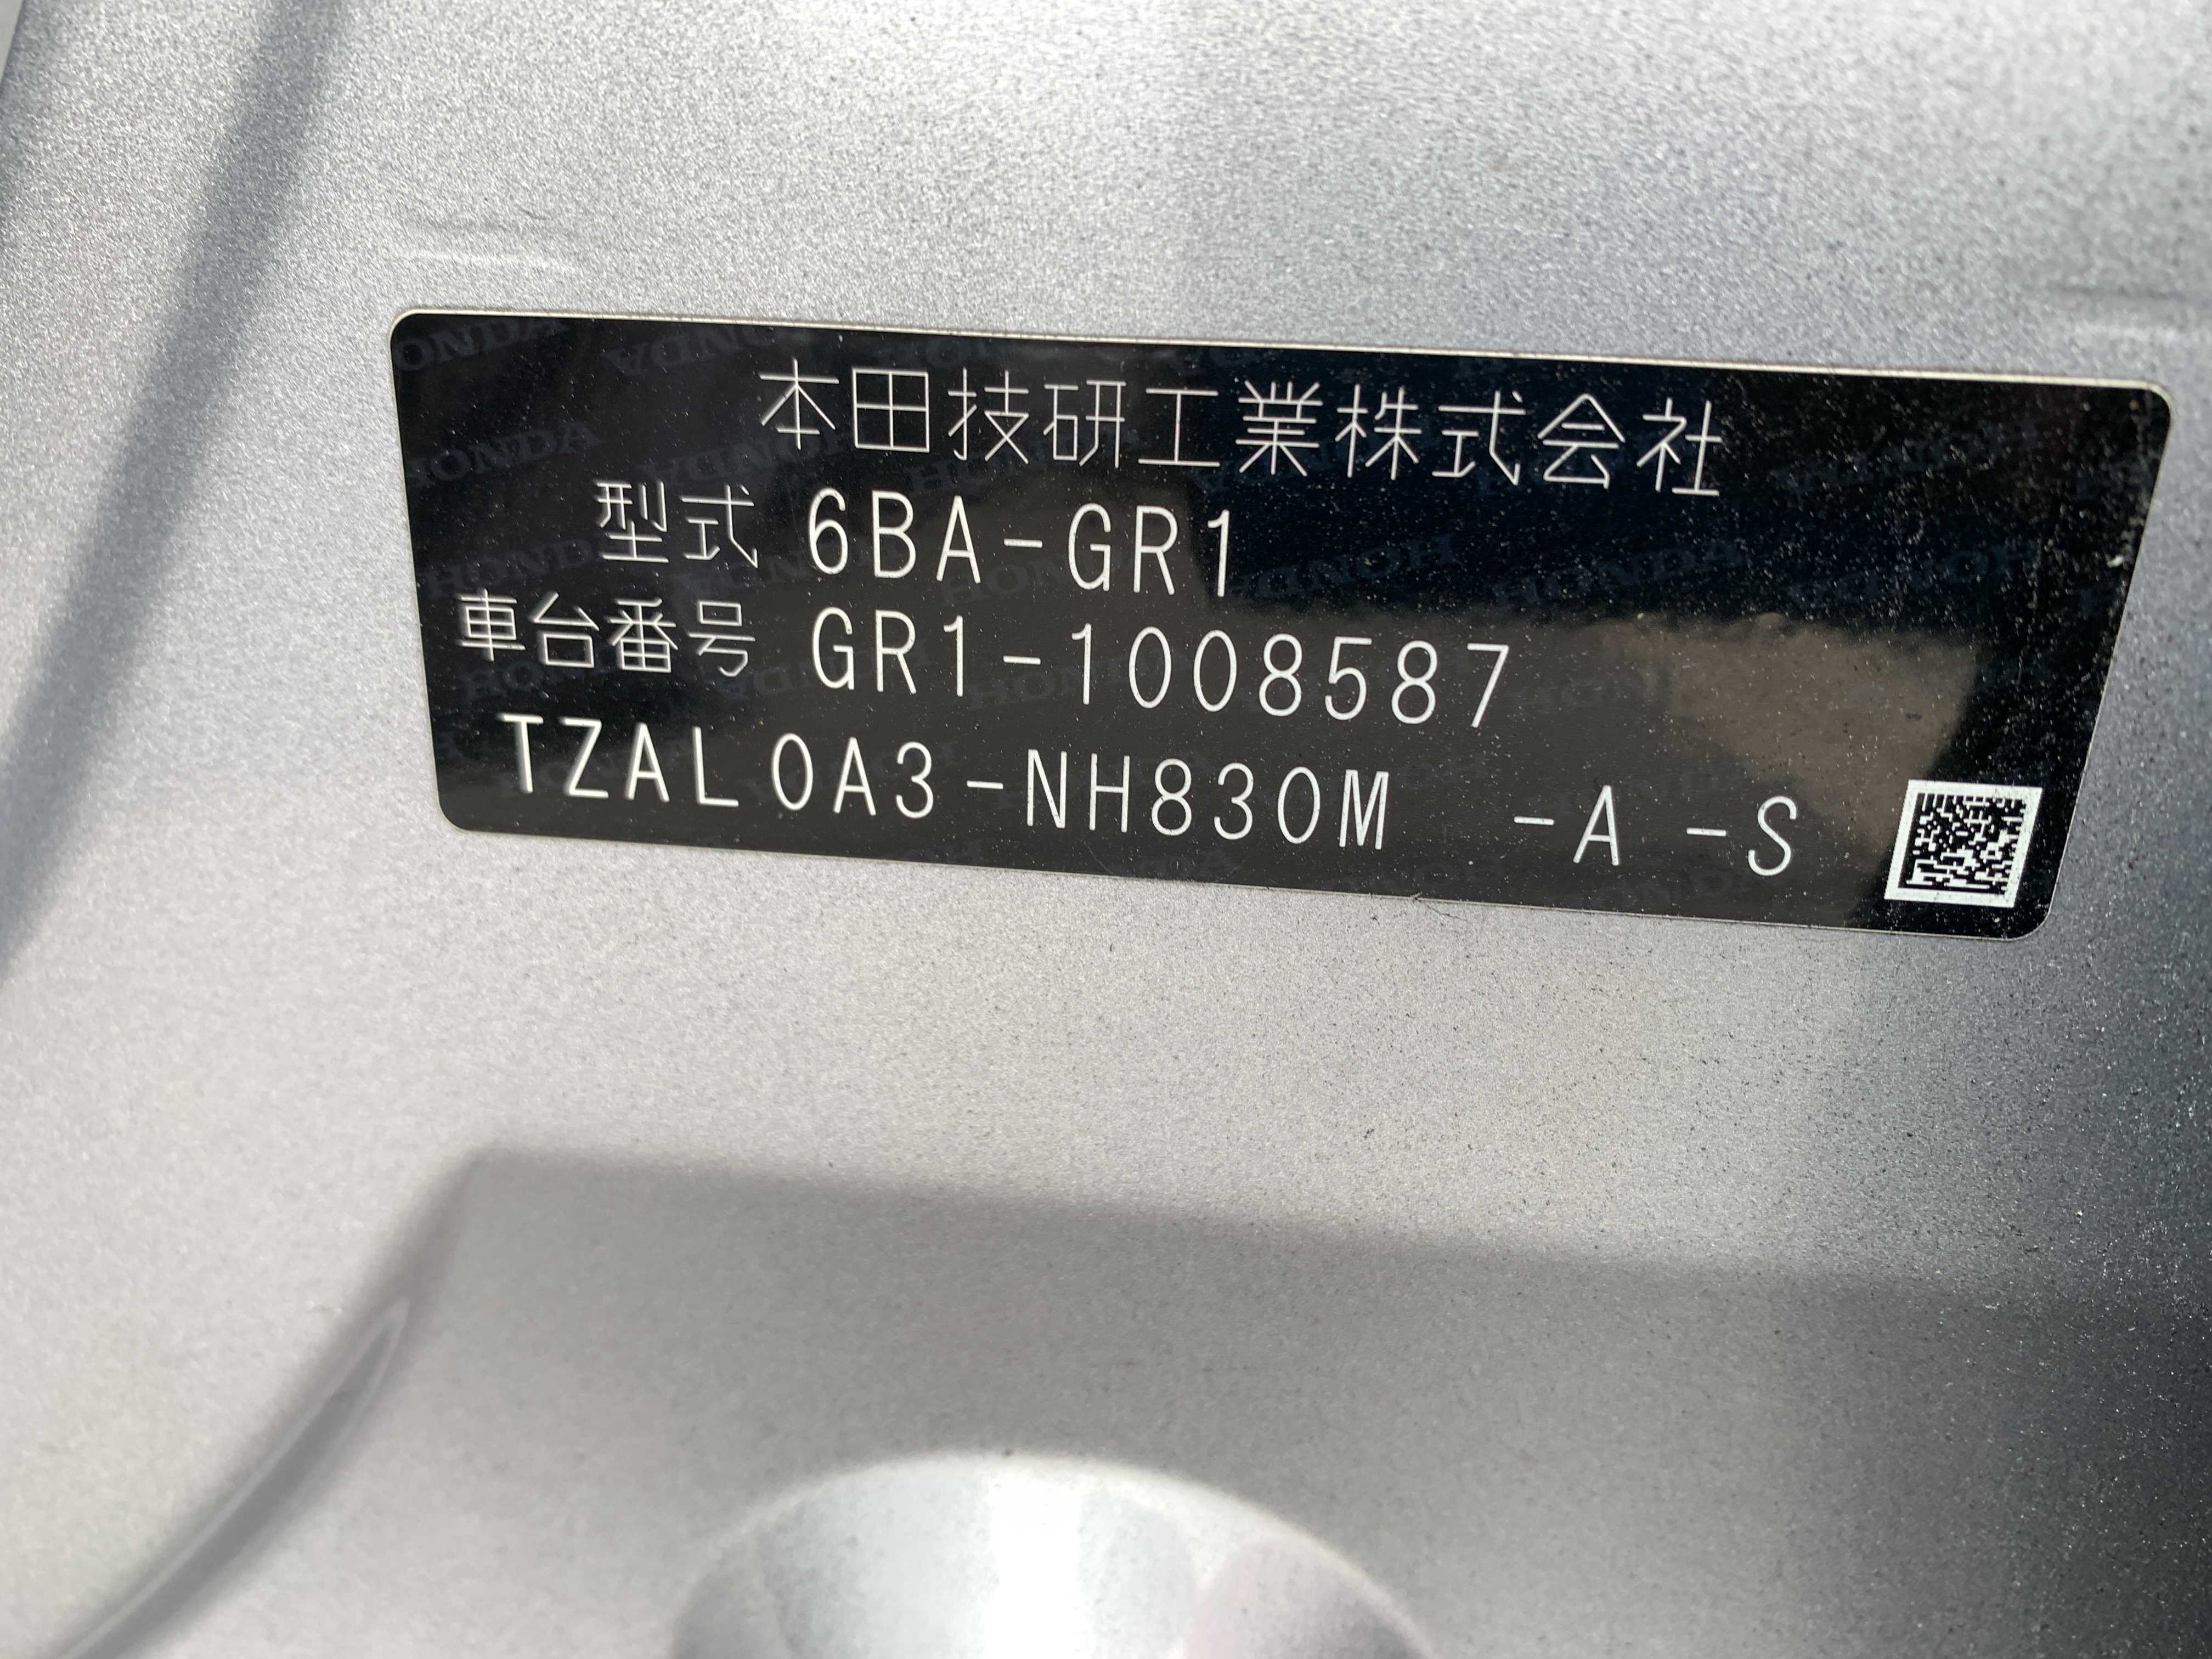 本田技研工業株式会社
型式 6BA-GR1
車台番号 GR1-1008587
TZAL0A3-NH830M -A -S